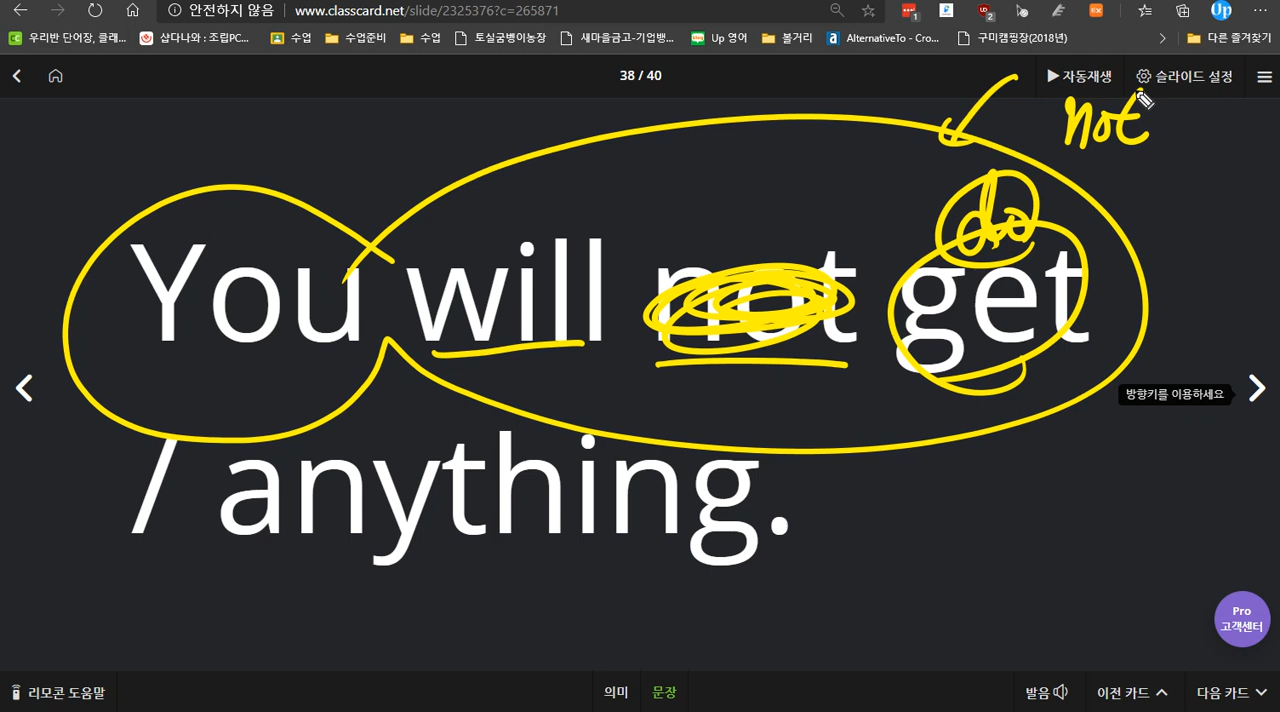 안전하지 않음 www.classcard.net/slide/2325376?c=265871
1 2 Up
우리반 단어장, 클래... 샵다나와 : 조립PC... 수업 수업준비 수업 토실굼벵이농장 새마을금고-기업뱅... Up 영어 볼거리 AlternativeTo - Cro... 구미캠핑장(2018년) 다른 즐겨찾기
38 / 40 자동재생 슬라이드 설정
not
do
You will not get
방향키를 이용하세요
/ anything.
Pro
고객센터
리모콘 도움말 의미 문장 발음 이전 카드 다음 카드